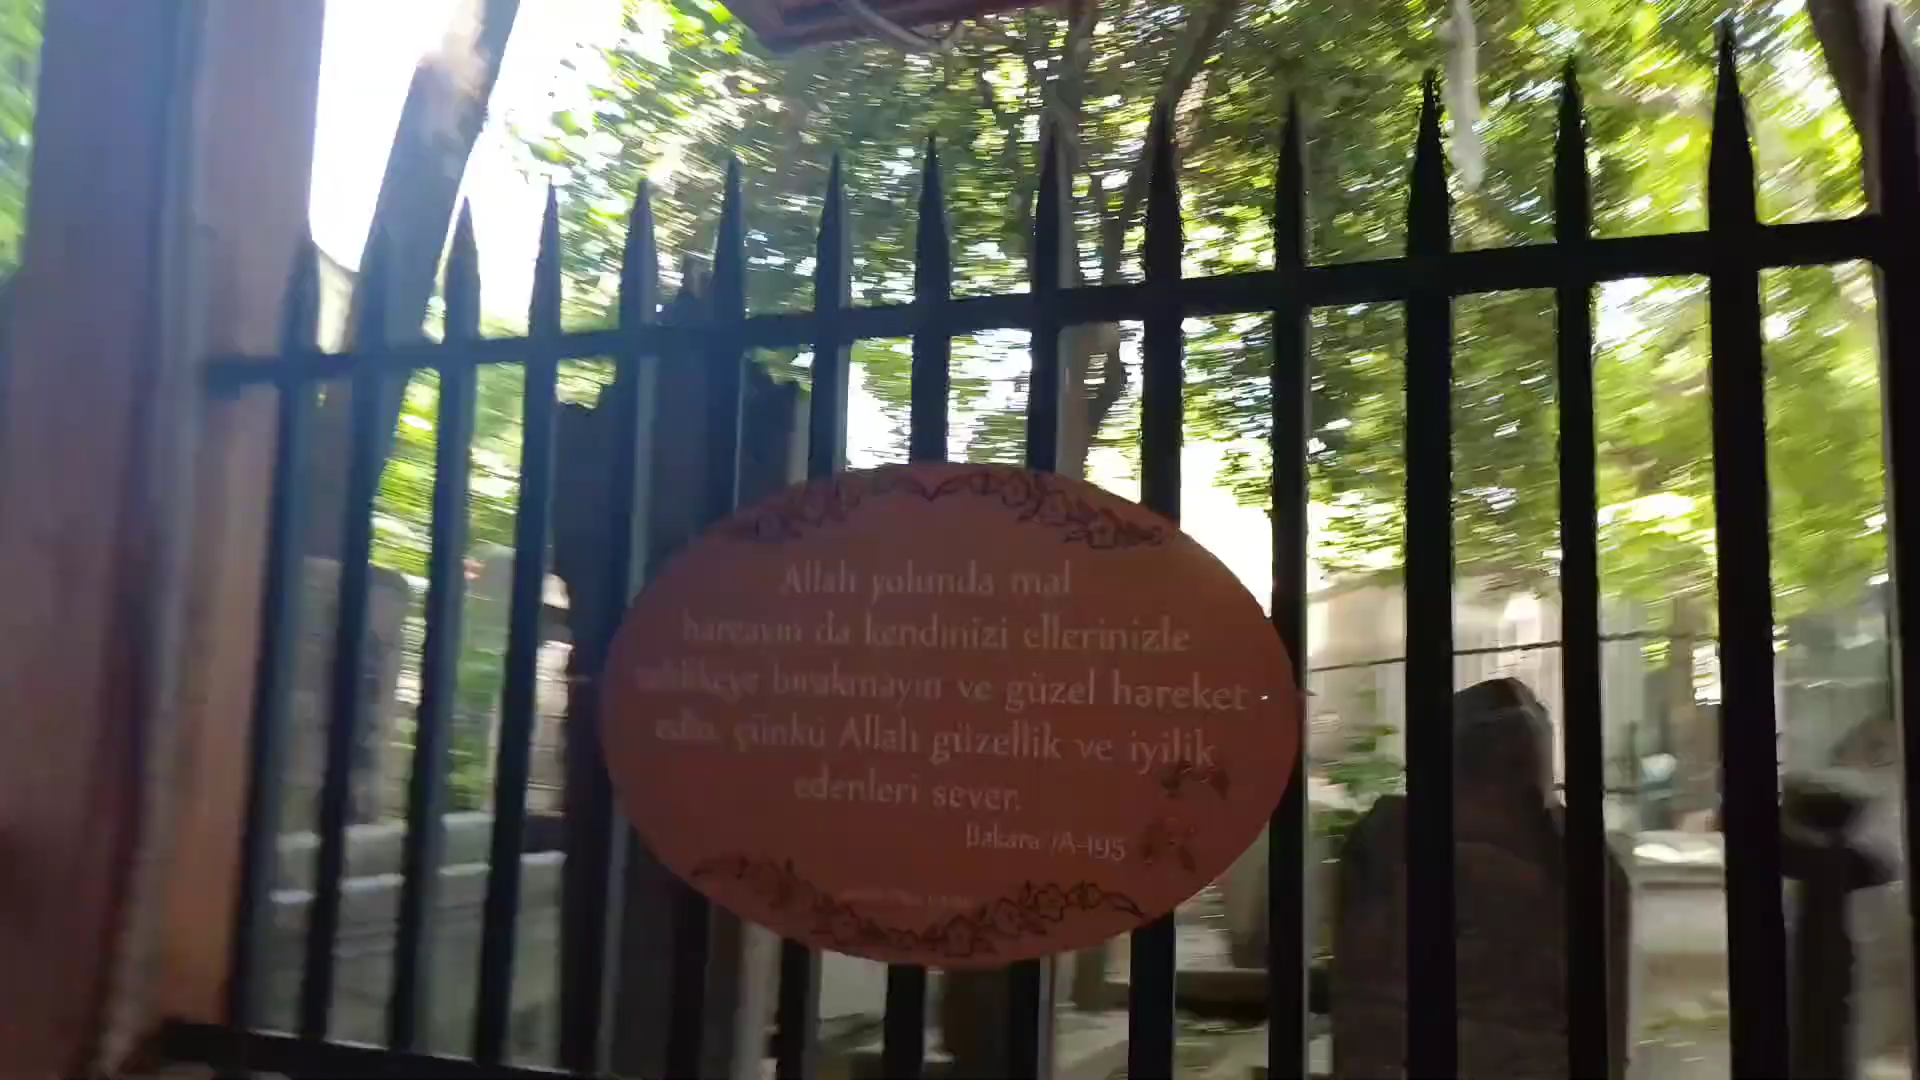 Allah yolunda mal
harcayın da kendinizi ellerinizle
tehlikeye bırakmayın ve güzel hareket
edin, çünkü Allah güzellik ve iyilik
edenleri sever.
Bakara /A-195